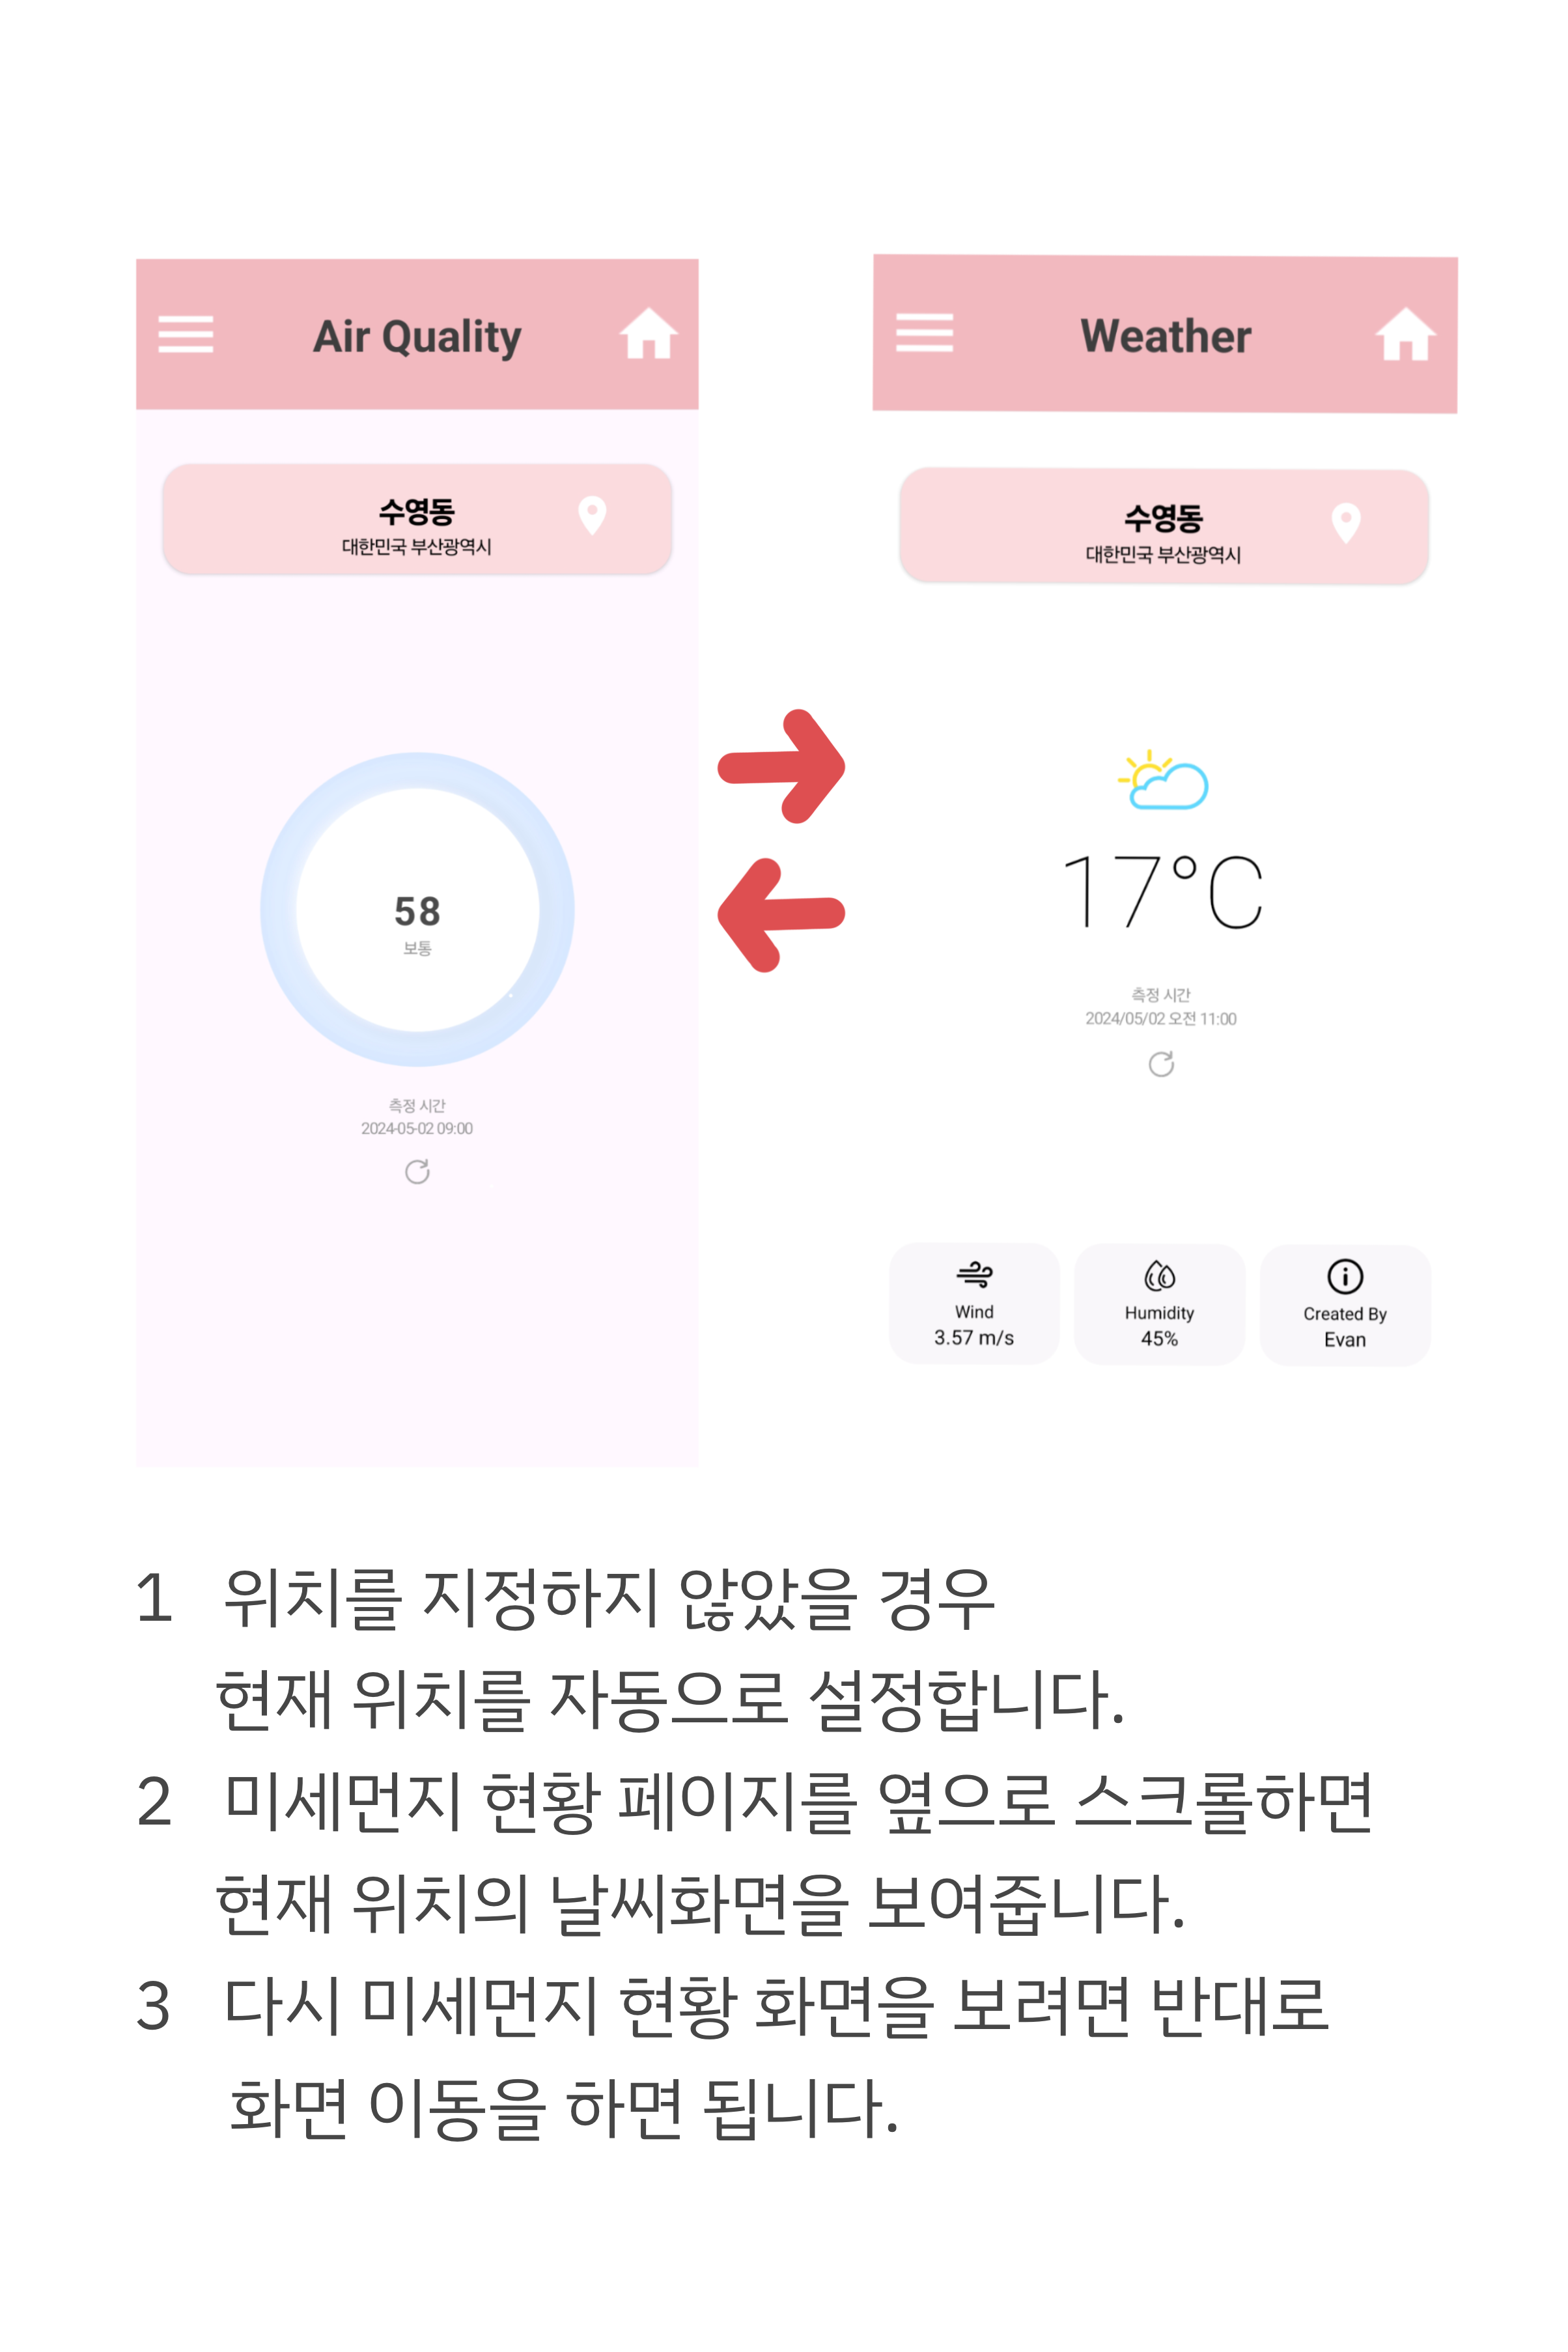 Air Quality
수영동
대한민국 부산광역시
58
보통
측정 시간
2024-05-02 09:00
Weather
수영동
대한민국 부산광역시
17°C
측정 시간
2024/05/02 오전 11:00
Wind
3.57 m/s
Humidity
45%
Created By
Evan
1 위치를 지정하지 않았을 경우
현재 위치를 자동으로 설정합니다.
2 미세먼지 현황 페이지를 옆으로 스크롤하면
현재 위치의 날씨화면을 보여줍니다.
3 다시 미세먼지 현황 화면을 보려면 반대로
화면 이동을 하면 됩니다.